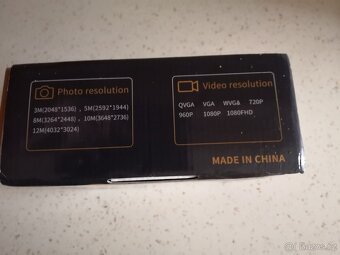 Photo resolution
3M(2048*1536) , 5M(2592*1944)
8M(3264*2448) , 10M(3648*2736)
12M(4032*3024)
Video resolution
QVGA VGA WVGA 720P
960P 1080P 1080FHD
MADE IN CHINA